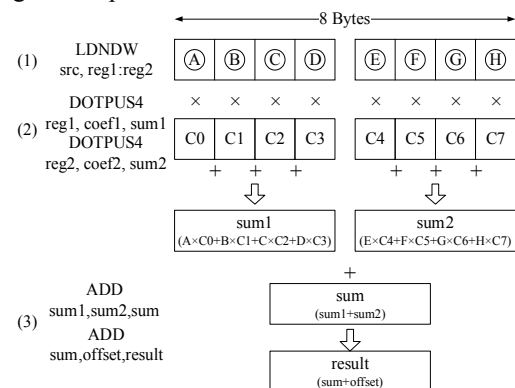 8 Bytes
(1)
LDNDW
src, reg1:reg2
A B C D E F G H
DOTPUS4
reg1, coef1, sum1
× × × × × × × ×
(2)
DOTPUS4
reg2, coef2, sum2
C0 C1 C2 C3 C4 C5 C6 C7
+ + + + + +
sum1
(A×C0+B×C1+C×C2+D×C3)
sum2
(E×C4+F×C5+G×C6+H×C7)
+
(3)
ADD
sum1,sum2,sum
sum
(sum1+sum2)
ADD
sum,offset,result
result
(sum+offset)